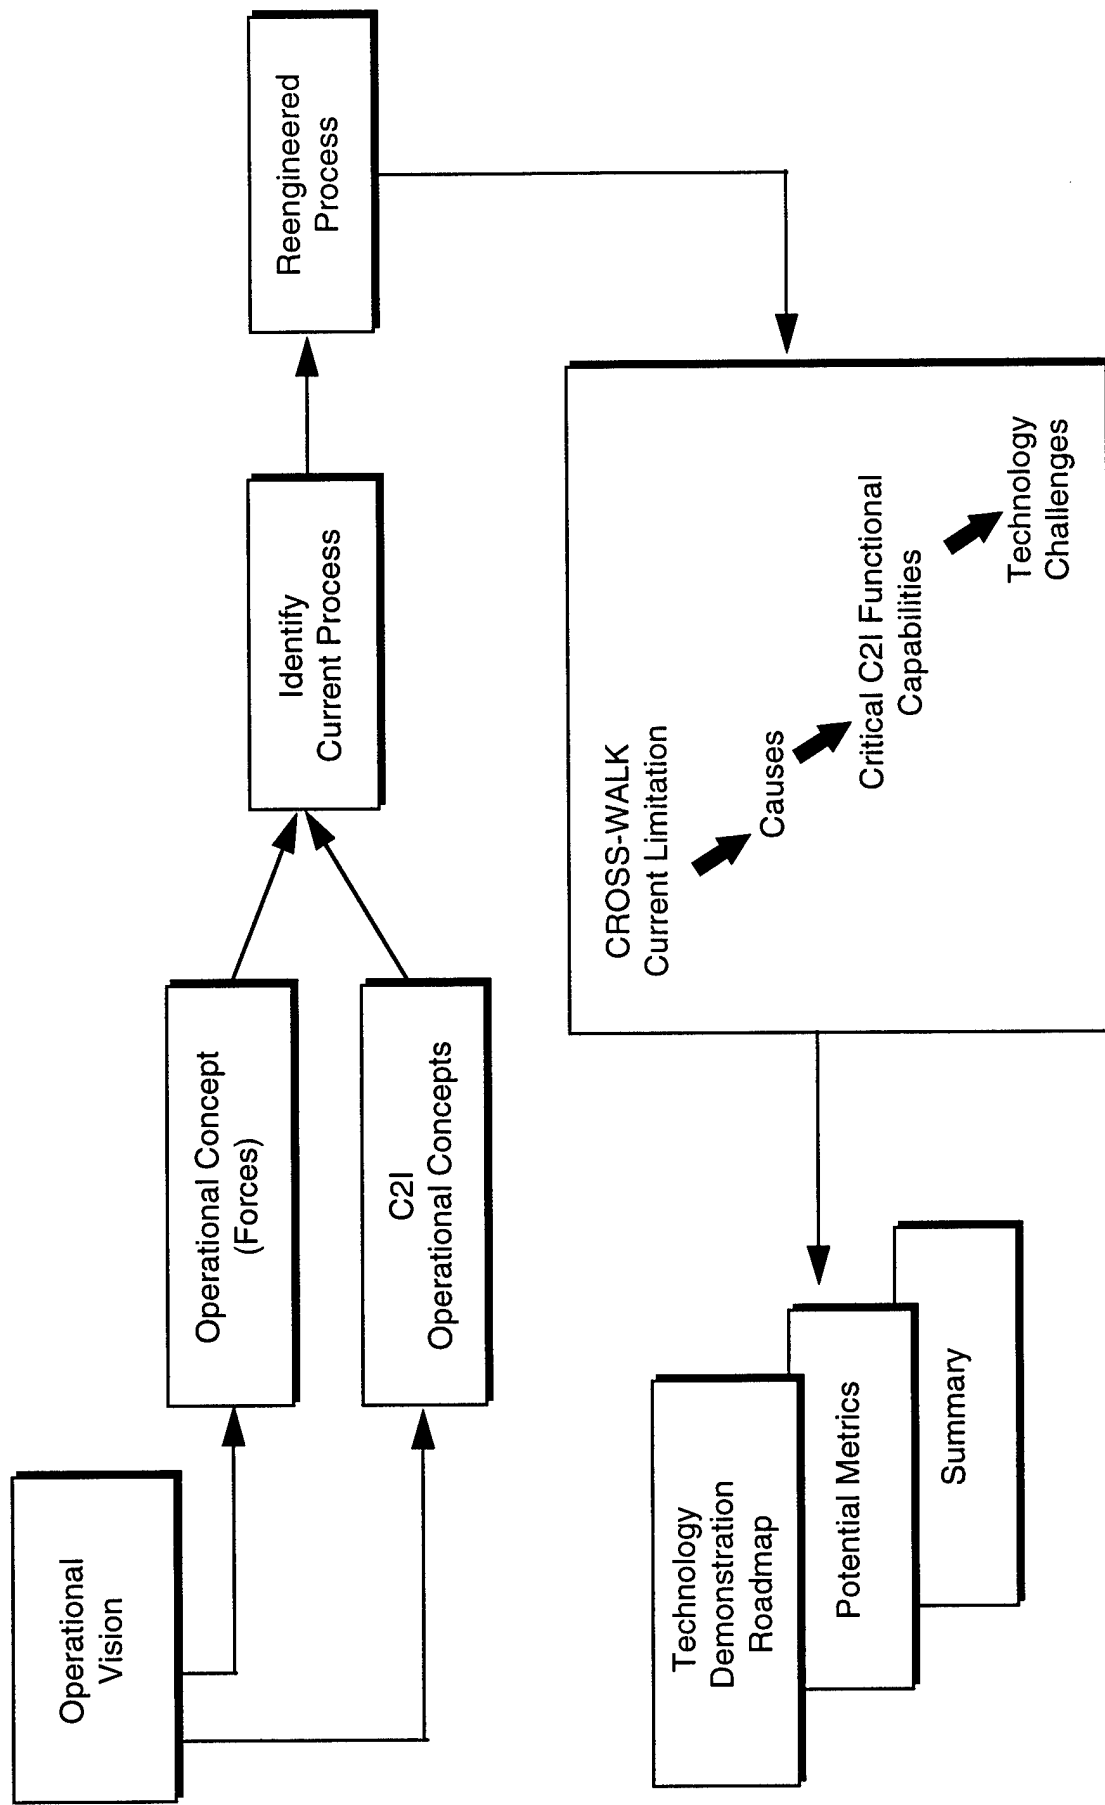 Operational
Vision
Operational Concept
(Forces)
C2I
Operational Concepts
Identify
Current Process
Reengineered
Process
CROSS-WALK
Current Limitation
Causes
Critical C2I Functional
Capabilities
Technology
Challenges
Technology
Demonstration
Roadmap
Potential Metrics
Summary